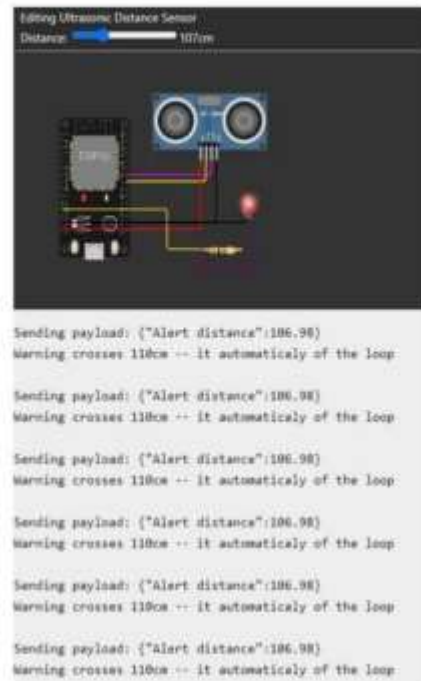 Editing Ultrasonic Distance Sensor
Distance: 107cm
ESP32
Sending payload: {"Alert distance":106.98}
Warning crosses 110cm -- it automaticaly of the loop
Sending payload: {"Alert distance":106.98}
Warning crosses 110cm -- it automaticaly of the loop
Sending payload: {"Alert distance":106.98}
Warning crosses 110cm -- it automaticaly of the loop
Sending payload: {"Alert distance":106.98}
Warning crosses 110cm -- it automaticaly of the loop
Sending payload: {"Alert distance":106.98}
Warning crosses 110cm -- it automaticaly of the loop
Sending payload: {"Alert distance":106.98}
Warning crosses 110cm -- it automaticaly of the loop